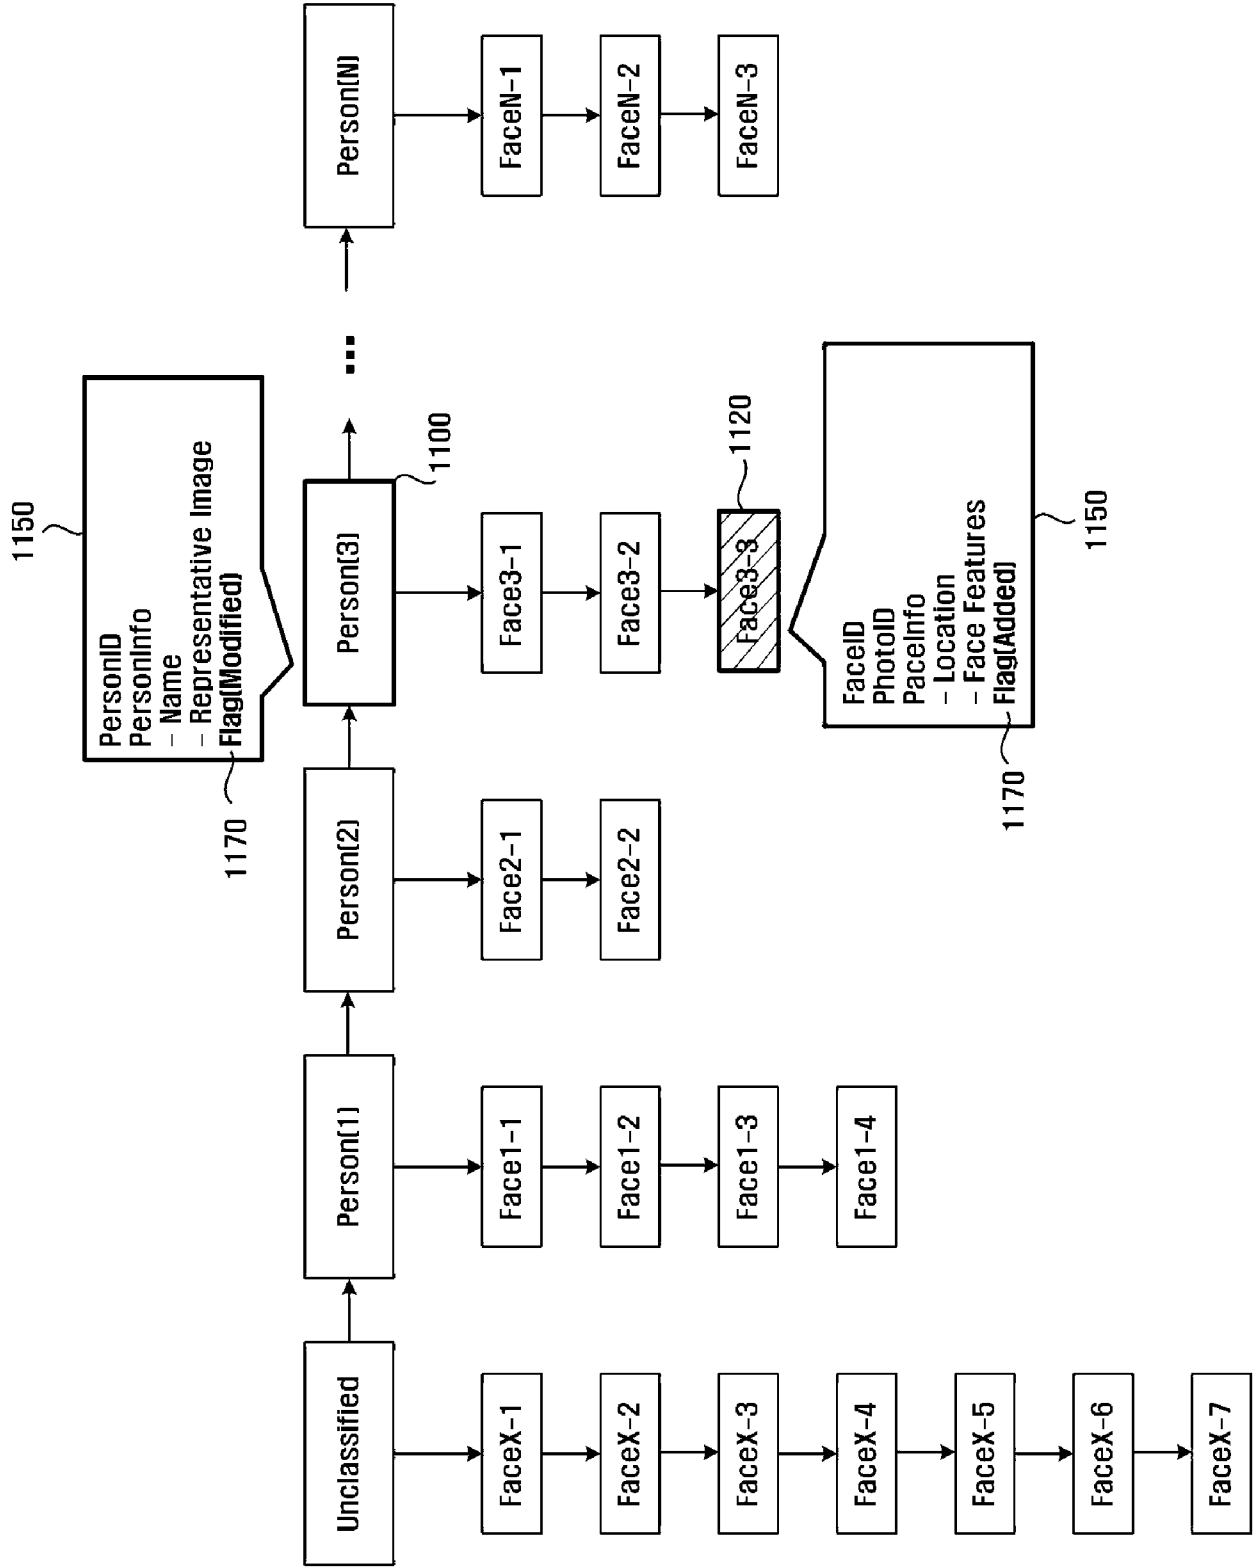 1150
PersonID
PersonInfo
- Name
- Representative Image
Flag(Modified)
1170
Unclassified
Person(1)
Person(2)
Person(3)
...
Person(N)
1100
FaceX-1
Face1-1
Face2-1
Face3-1
FaceN-1
FaceX-2
Face1-2
Face2-2
Face3-2
FaceN-2
FaceX-3
Face1-3
Face3-3
1120
FaceN-3
FaceX-4
Face1-4
FaceX-5
FaceX-6
FaceX-7
FaceID
PhotoID
PaceInfo
- Location
- Face Features
Flag(Added)
1170
1150